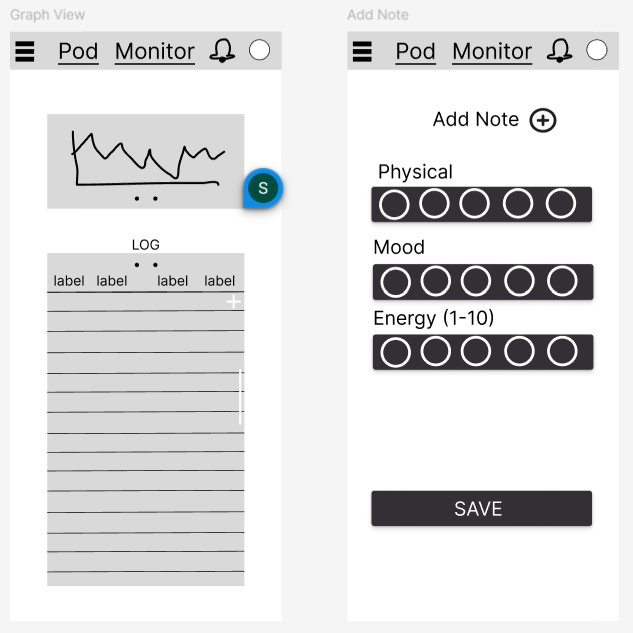 Graph View
Pod Monitor
S
LOG
label label label label
Add Note
Pod Monitor
Add Note
Physical
Mood
Energy (1-10)
SAVE